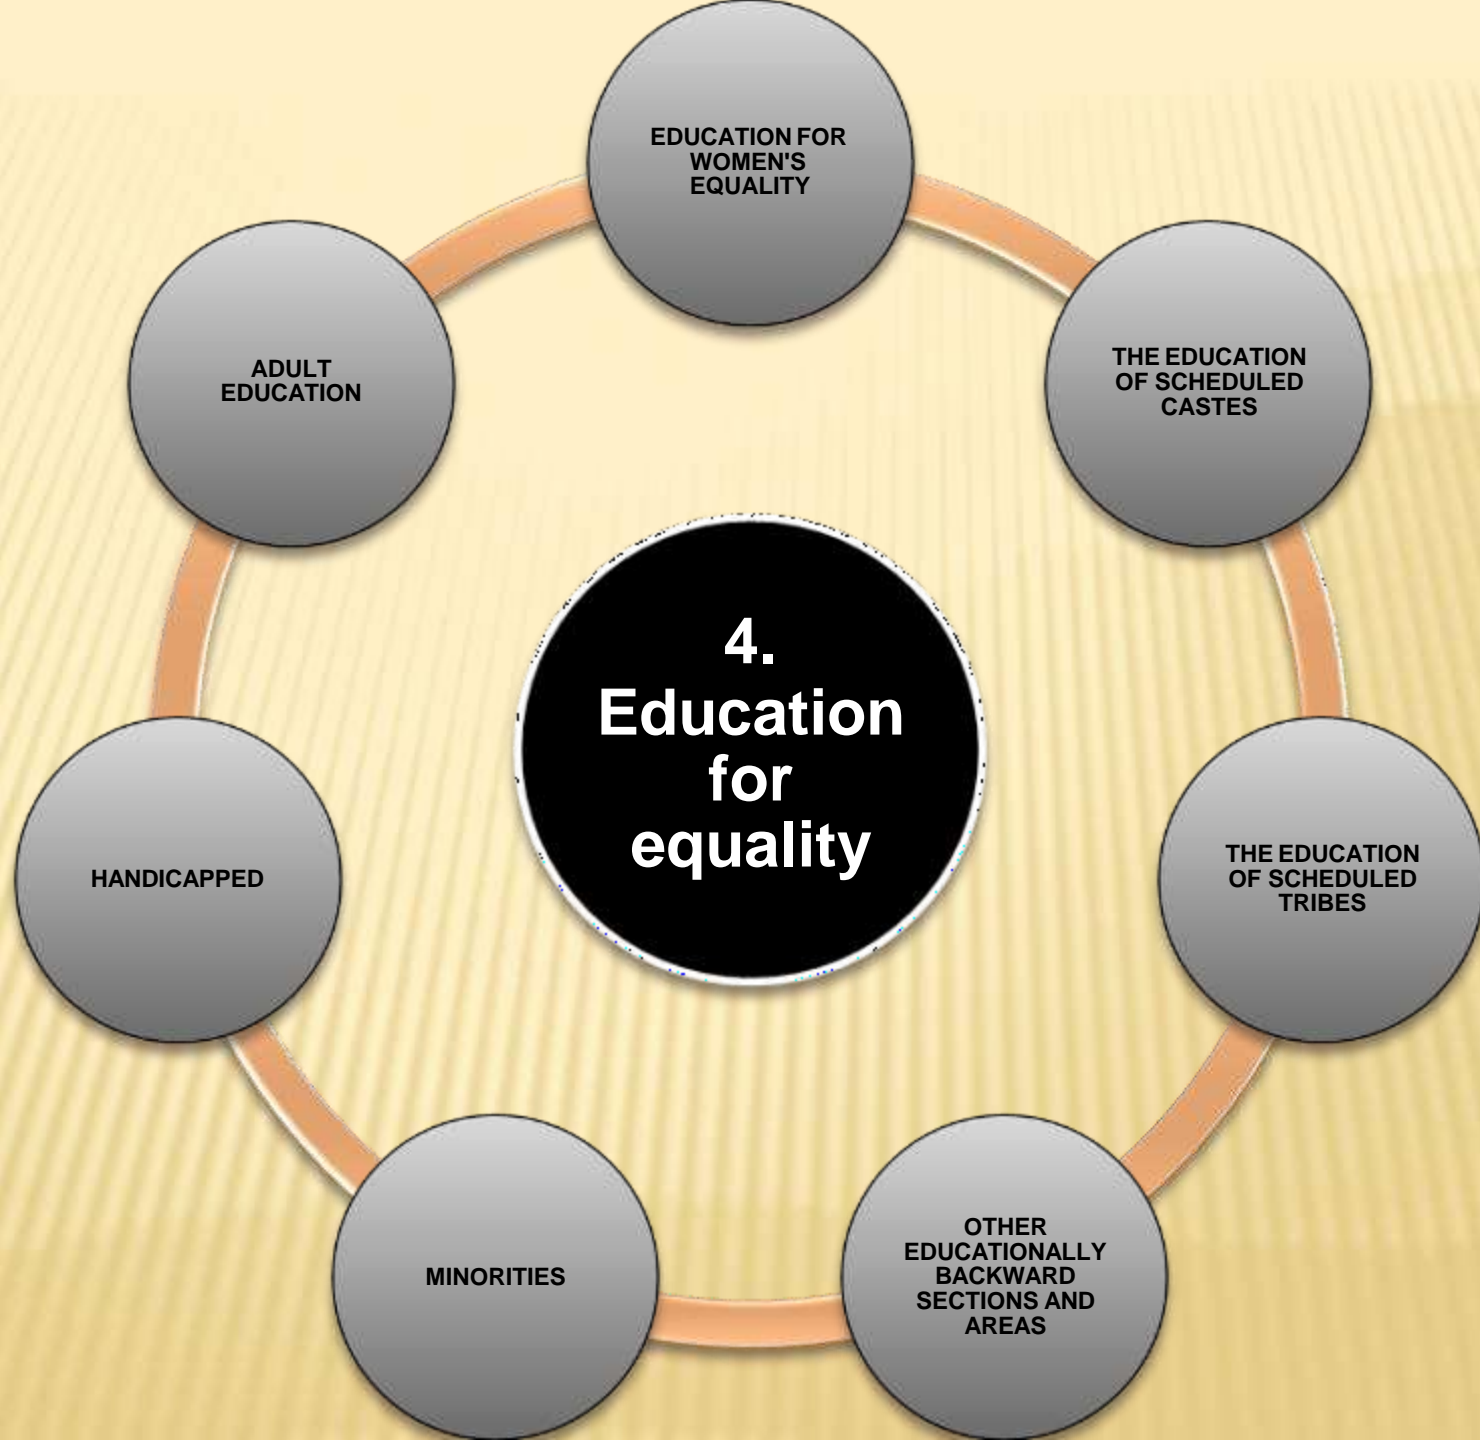 EDUCATION FOR
WOMEN'S
EQUALITY
THE EDUCATION
OF SCHEDULED
CASTES
THE EDUCATION
OF SCHEDULED
TRIBES
OTHER
EDUCATIONALLY
BACKWARD
SECTIONS AND
AREAS
MINORITIES
HANDICAPPED
ADULT
EDUCATION
4.
Education
for
equality